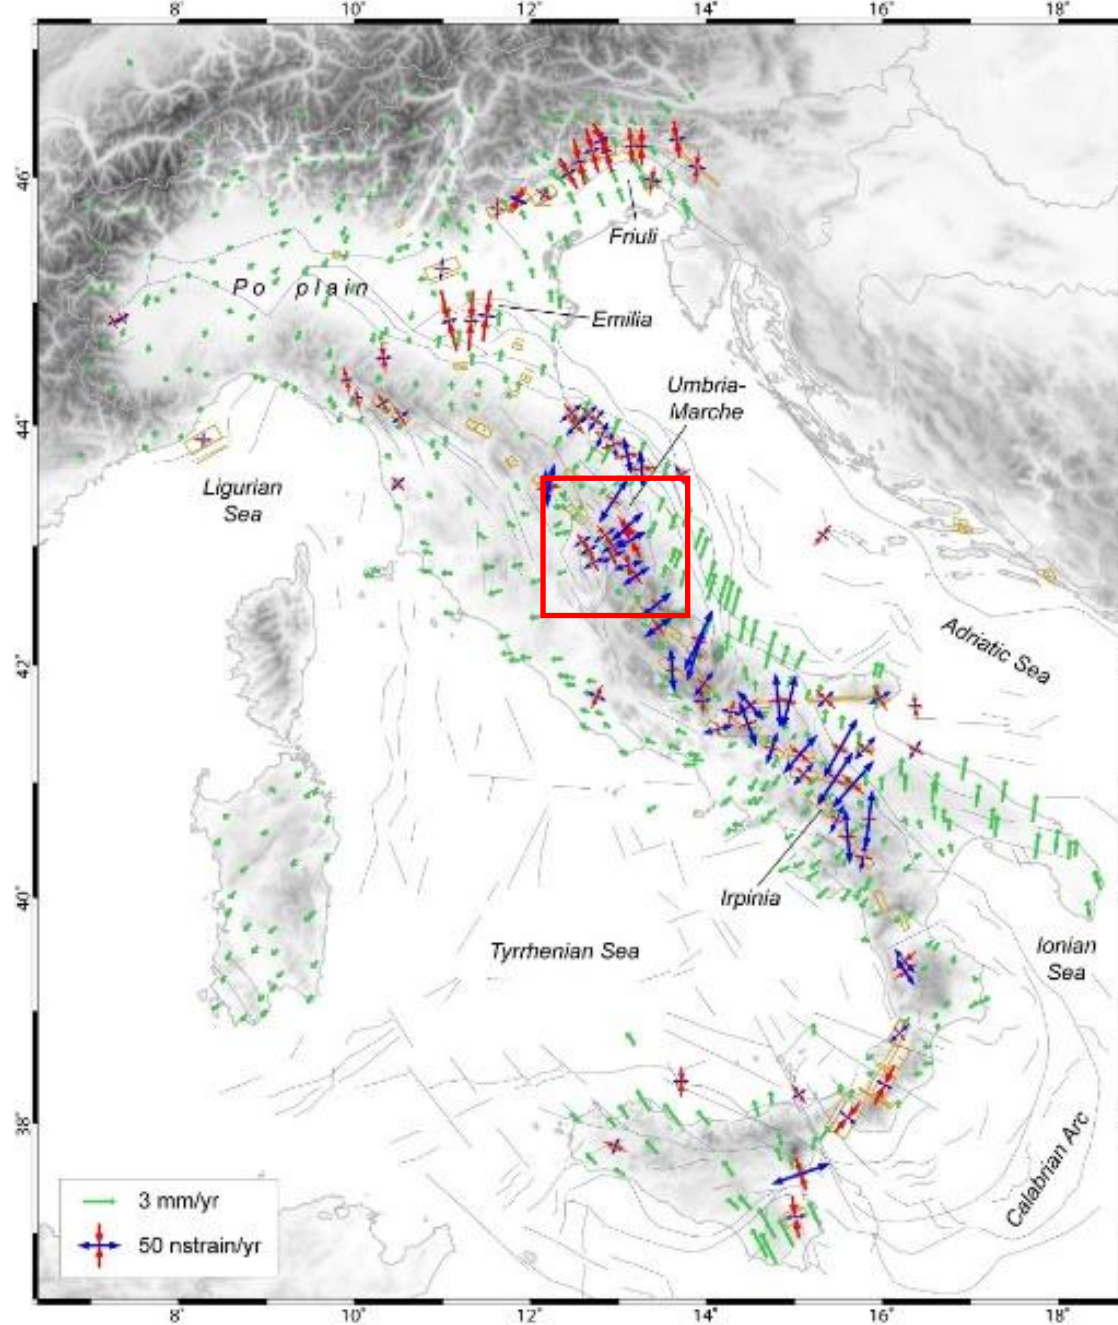 8° 10° 12° 14° 16° 18°
46°
Friuli
Po plain
Emilia
Umbria-
Marche
44°
Ligurian
Sea
Adriatic Sea
42°
Irpinia
40°
Tyrrhenian Sea
Ionian
Sea
38°
Calabrian Arc
3 mm/yr
50 nstrain/yr
8° 10° 12° 14° 16° 18°